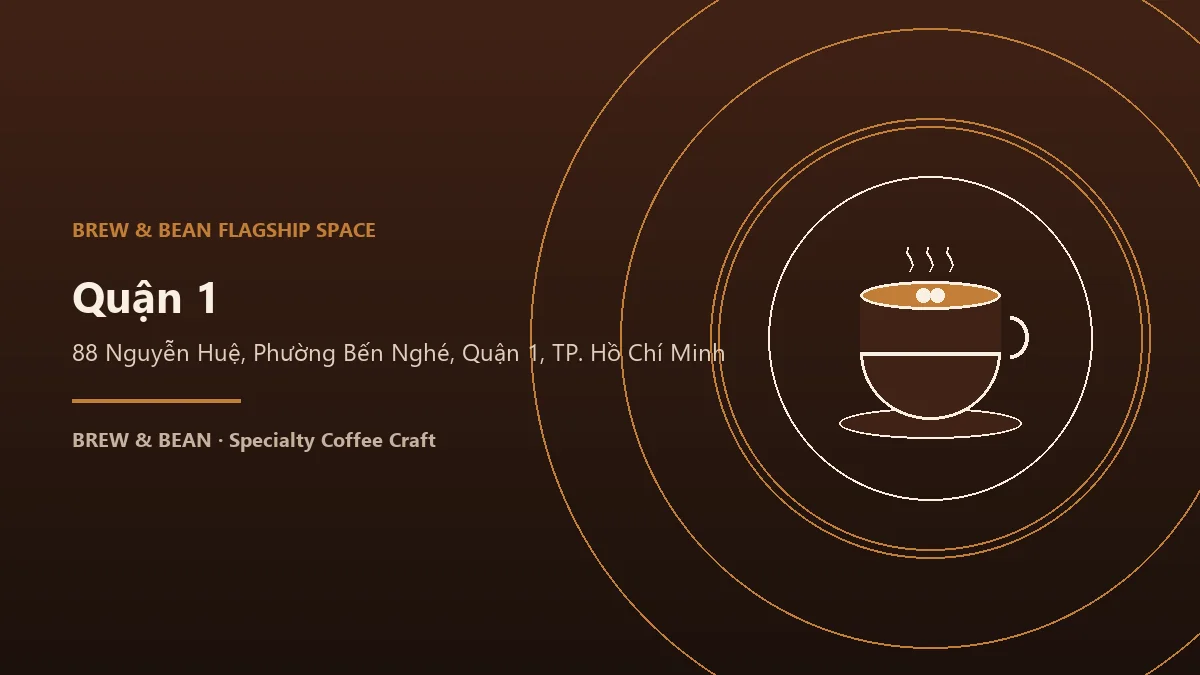 BREW & BEAN FLAGSHIP SPACE
Quận 1
88 Nguyễn Huệ, Phường Bến Nghé, Quận 1, TP. Hồ Chí Minh
BREW & BEAN · Specialty Coffee Craft